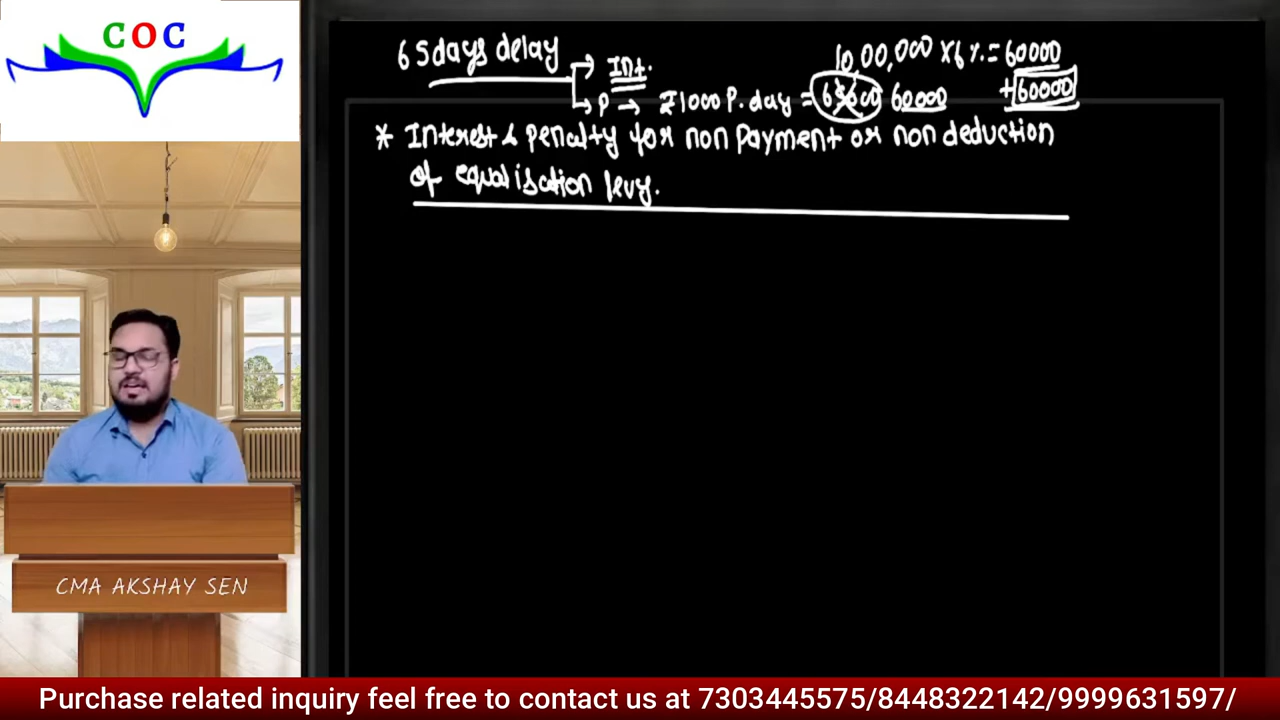 COC
65days delay
Int.
10,00,000 x 6%. = 60000
P → ₹1000 P. day = 65000 60000
+ 60000
* Interest & penalty for non payment or non deduction
of equalisation levy.
CMA AKSHAY SEN
Purchase related inquiry feel free to contact us at 7303445575/8448322142/9999631597/